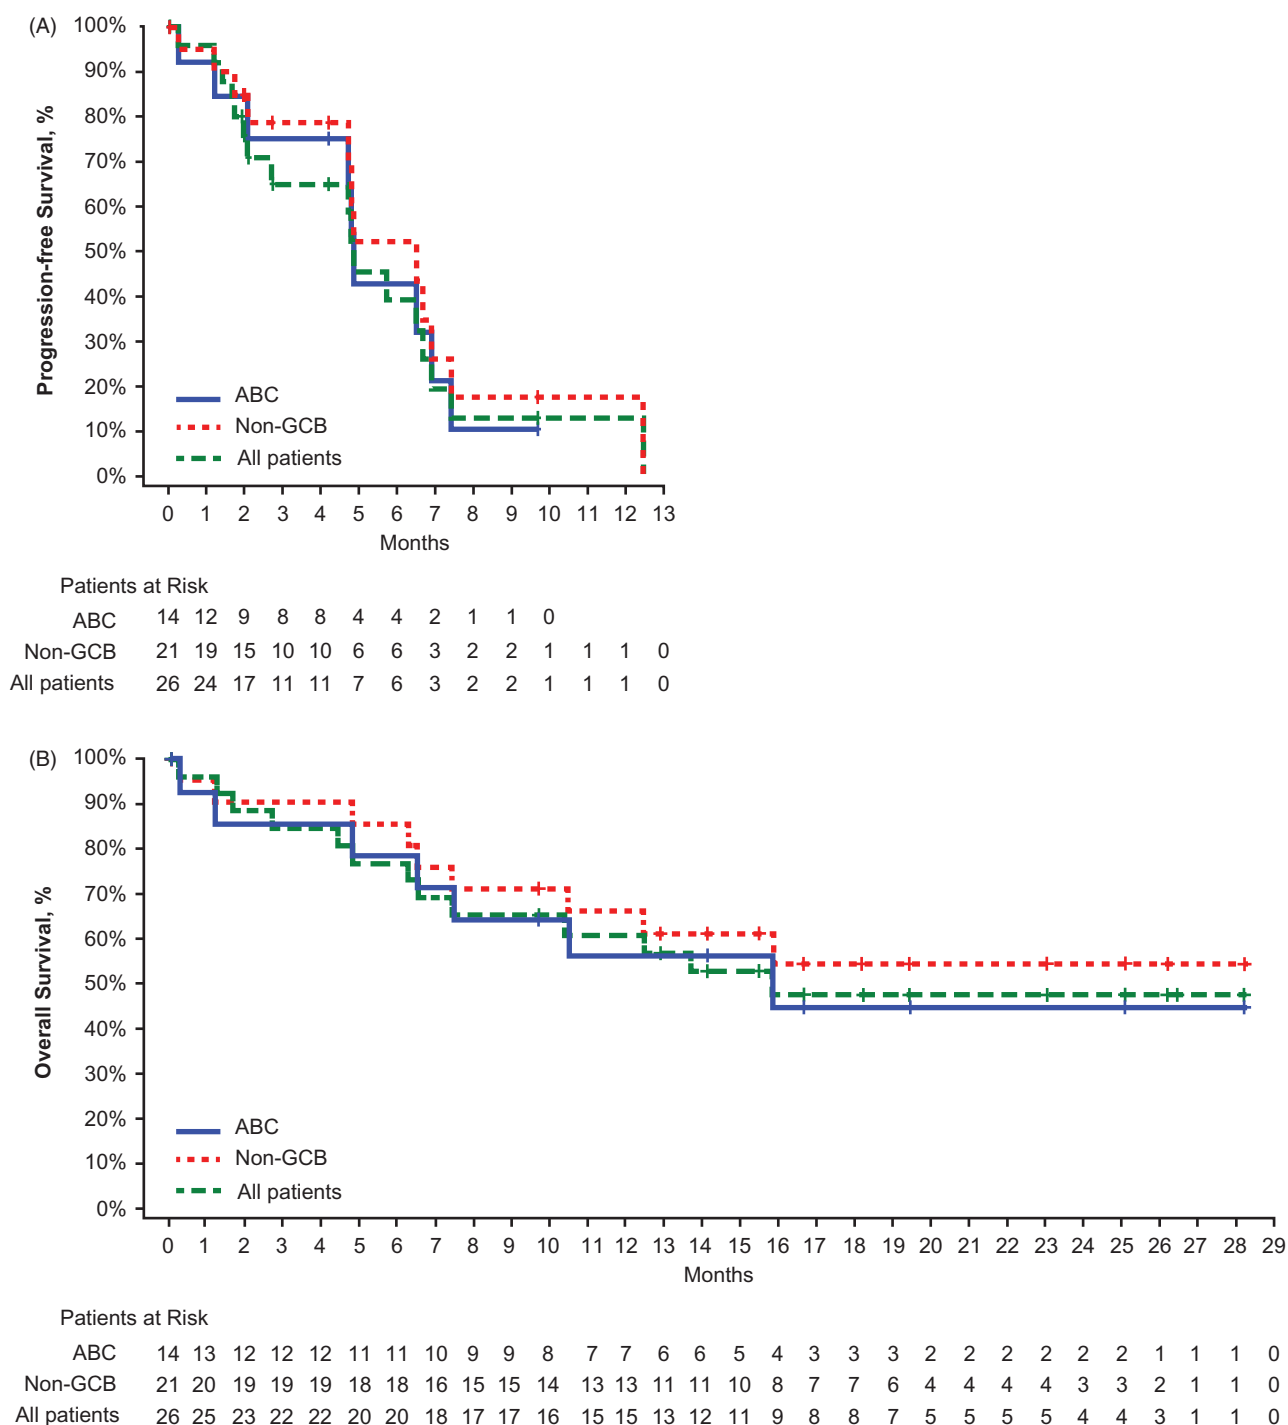 (A)
Progression-free Survival, %
100%
90%
80%
70%
60%
50%
40%
30%
20%
10%
0%
ABC
Non-GCB
All patients
0 1 2 3 4 5 6 7 8 9 10 11 12 13
Months
Patients at Risk
ABC 14 12 9 8 8 4 4 2 1 1 0
Non-GCB 21 19 15 10 10 6 6 3 2 2 1 1 1 0
All patients 26 24 17 11 11 7 6 3 2 2 1 1 1 0
(B)
Overall Survival, %
100%
90%
80%
70%
60%
50%
40%
30%
20%
10%
0%
ABC
Non-GCB
All patients
0 1 2 3 4 5 6 7 8 9 10 11 12 13 14 15 16 17 18 19 20 21 22 23 24 25 26 27 28 29
Months
Patients at Risk
ABC 14 13 12 12 12 11 11 10 9 9 8 7 7 6 6 5 4 3 3 3 2 2 2 2 2 2 1 1 1 0
Non-GCB 21 20 19 19 19 18 18 16 15 15 14 13 13 11 11 10 8 7 7 6 4 4 4 4 3 3 2 1 1 0
All patients 26 25 23 22 22 20 20 18 17 17 16 15 15 13 12 11 9 8 8 7 5 5 5 5 4 4 3 1 1 0